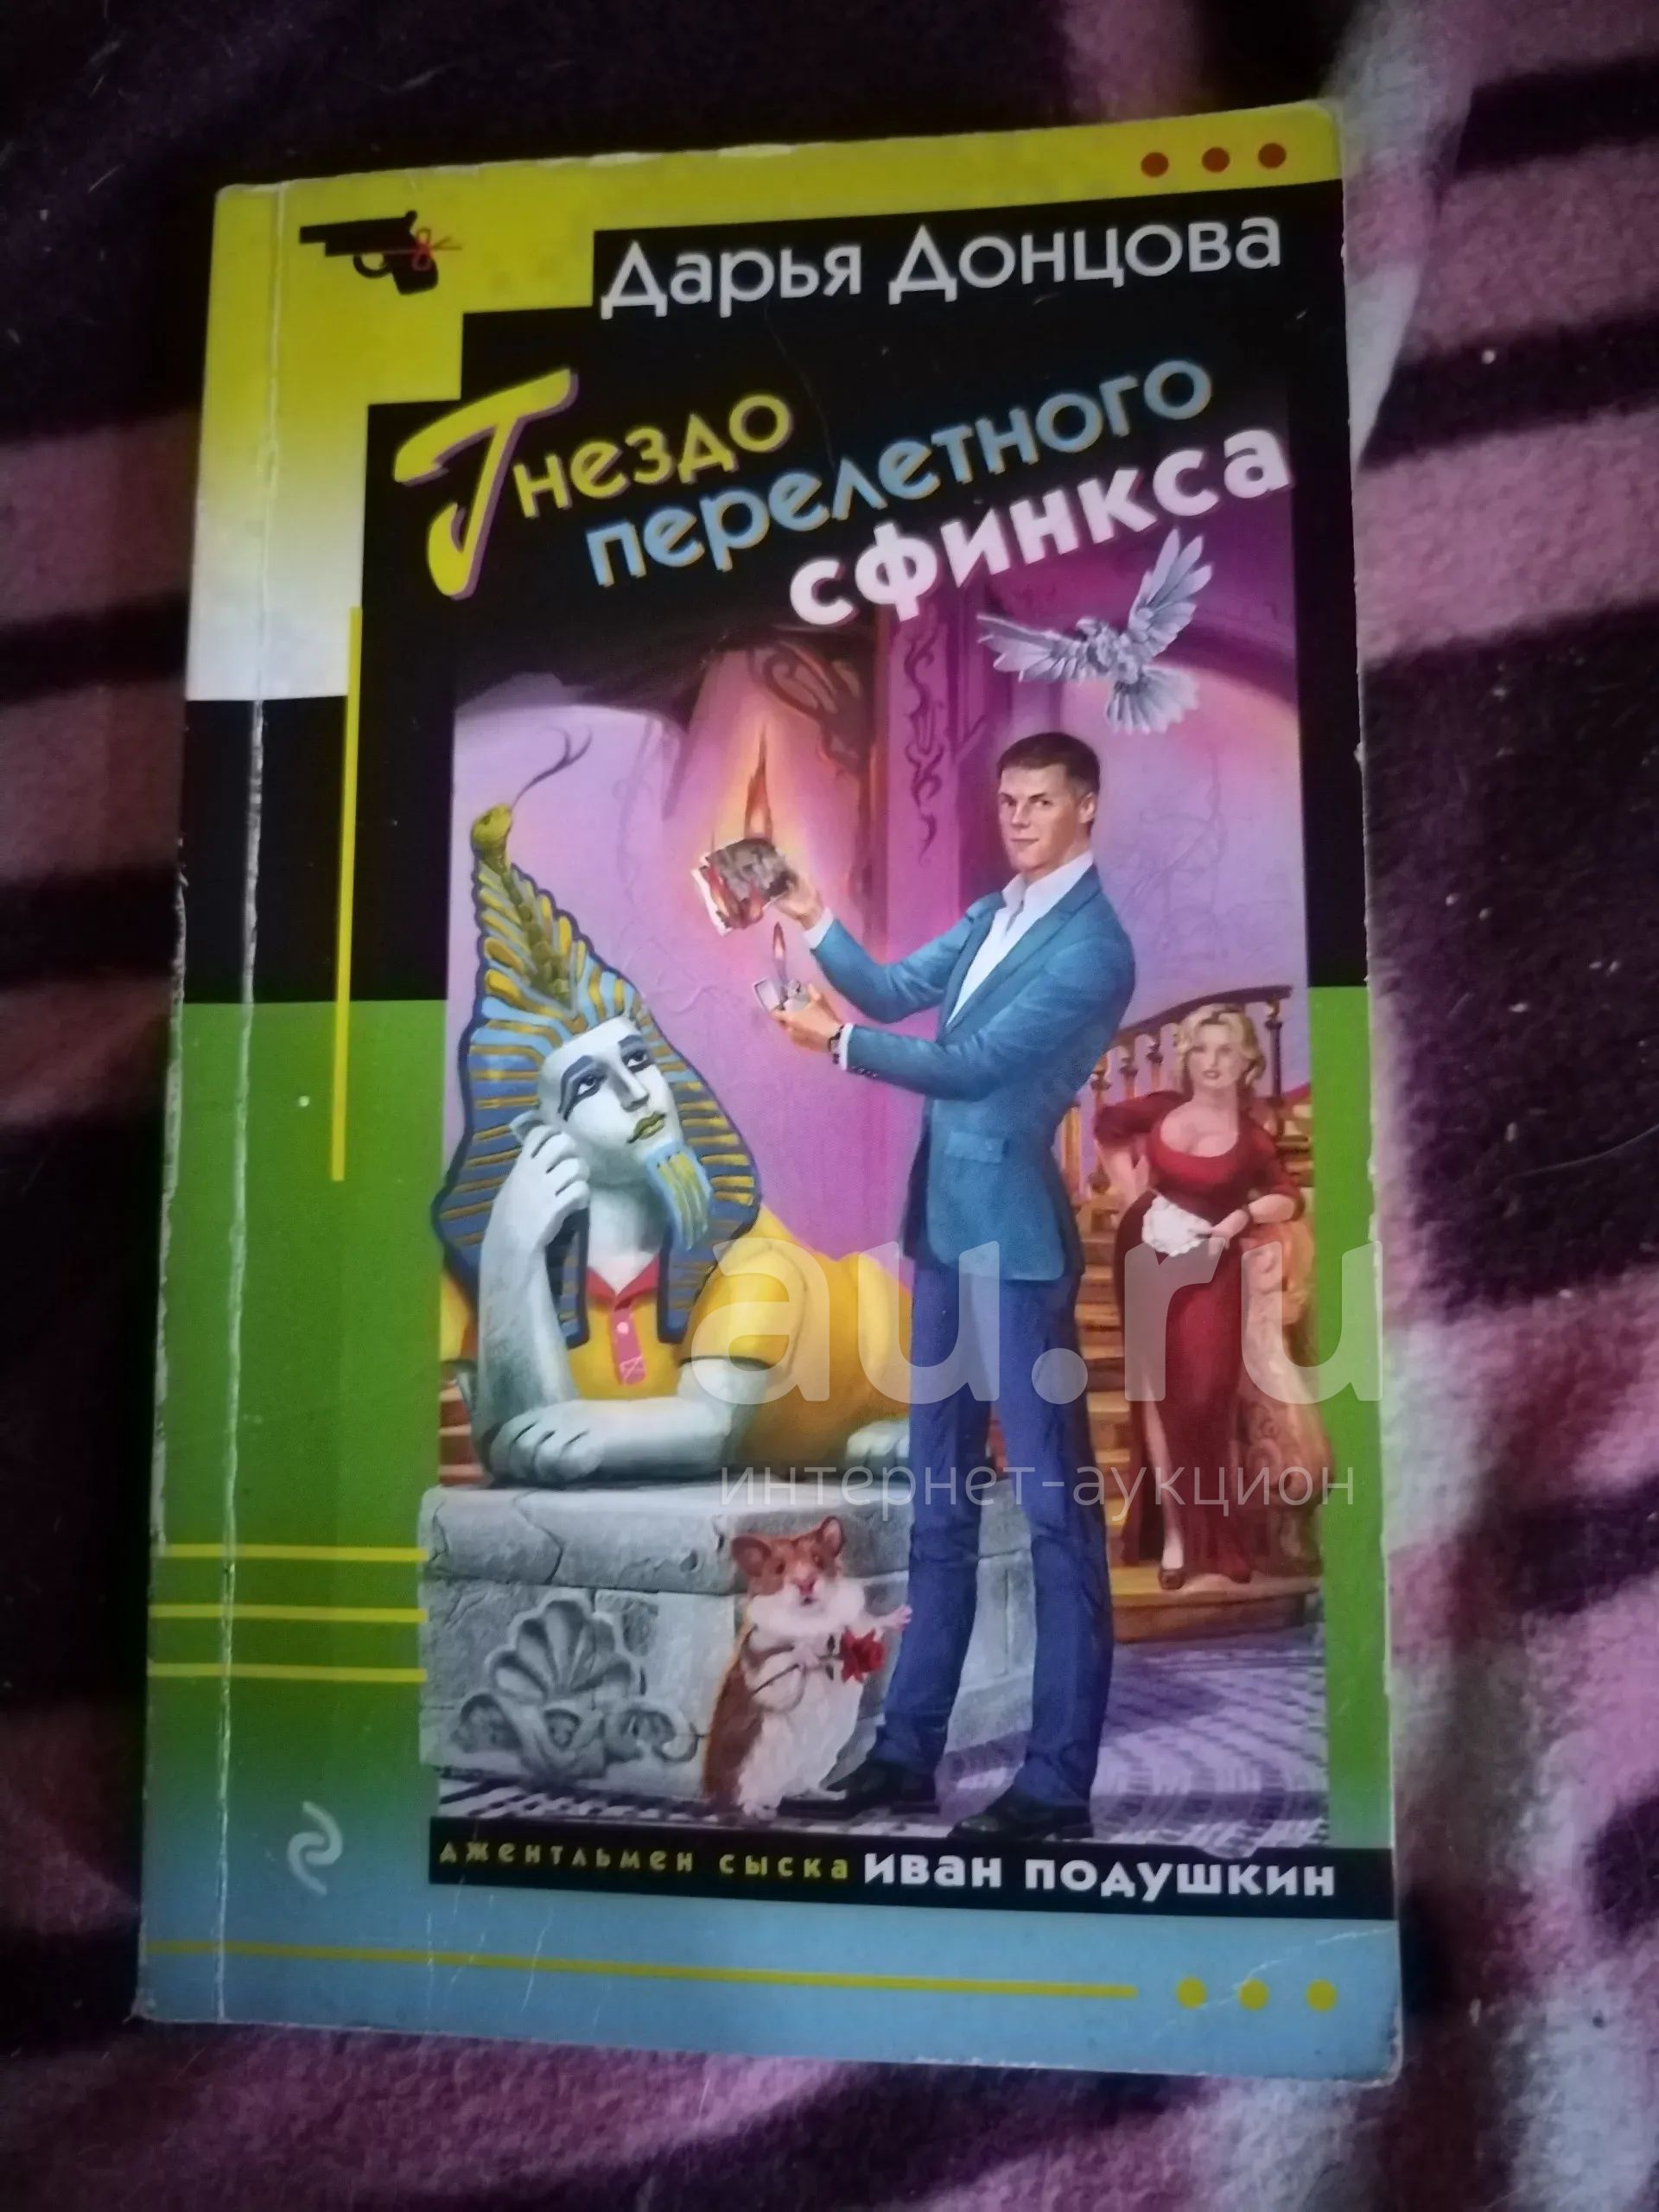 Дарья Донцова
Гнездо
перелетного
сфинкса
au.ru
интернет-аукцион
джентльмен сыска иван подушкин